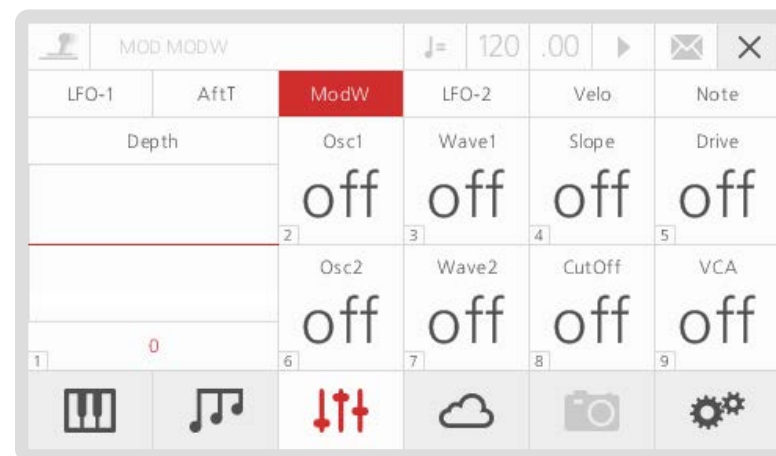 MOD MODW ♩= 120 .00
LFO-1 AftT ModW LFO-2 Velo Note
Depth Osc1 Wave1 Slope Drive
off off off off
2 3 4 5
Osc2 Wave2 CutOff VCA
off off off off
0
1 6 7 8 9